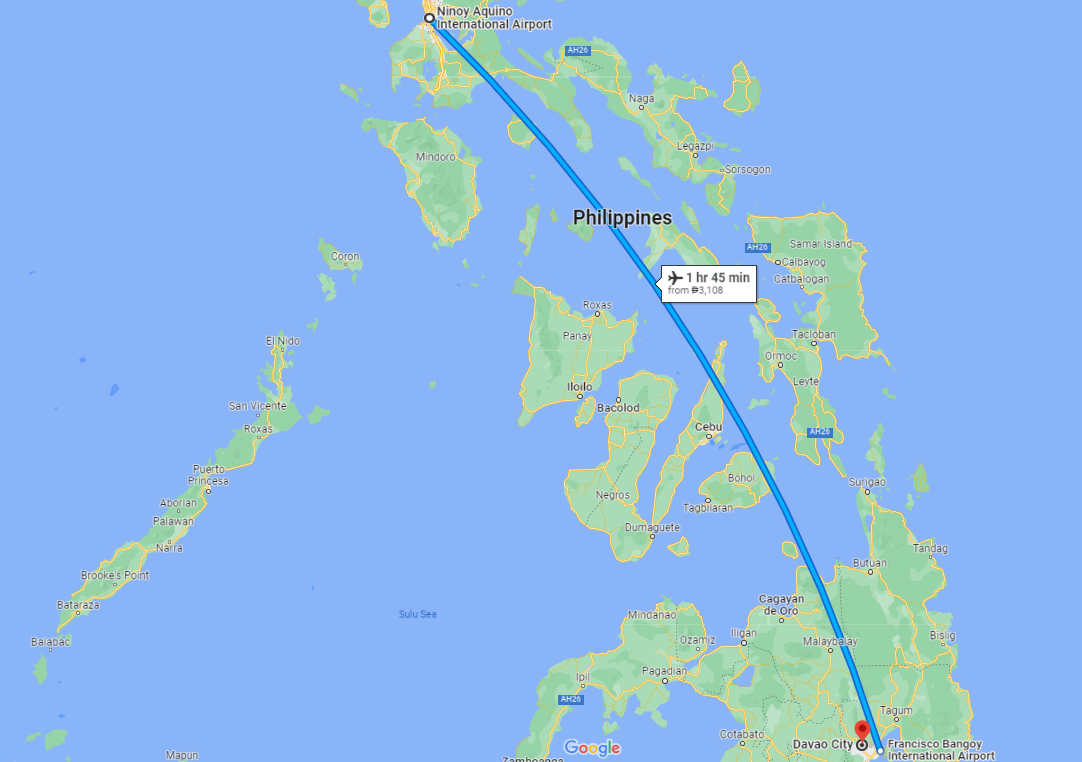 Ninoy Aquino
International Airport
AH26
Naga
Legazpi
Mindoro
Sorsogon
Philippines
AH26
Samar Island
Calbayog
Catbalogan
Coron
1 hr 45 min
from ₱3,108
Roxas
Panay
Tacloban
El Nido
Ormoc
Leyte
Iloilo
Bacolod
San Vicente
Roxas
Cebu
AH26
Puerto
Princesa
Bohol
Surigao
Negros
Tagbilaran
Aborlan
Palawan
Dumaguete
Narra
Tandag
Butuan
Brooke's Point
Bataraza
Cagayan
de Oro
Sulu Sea
Mindanao
Iligan
Ozamiz
Malaybalay
Bislig
Balabac
Pagadian
Ipil
AH26
Tagum
Cotabato
Davao City
Francisco Bangoy
International Airport
Google
Mapun
Zamboanga